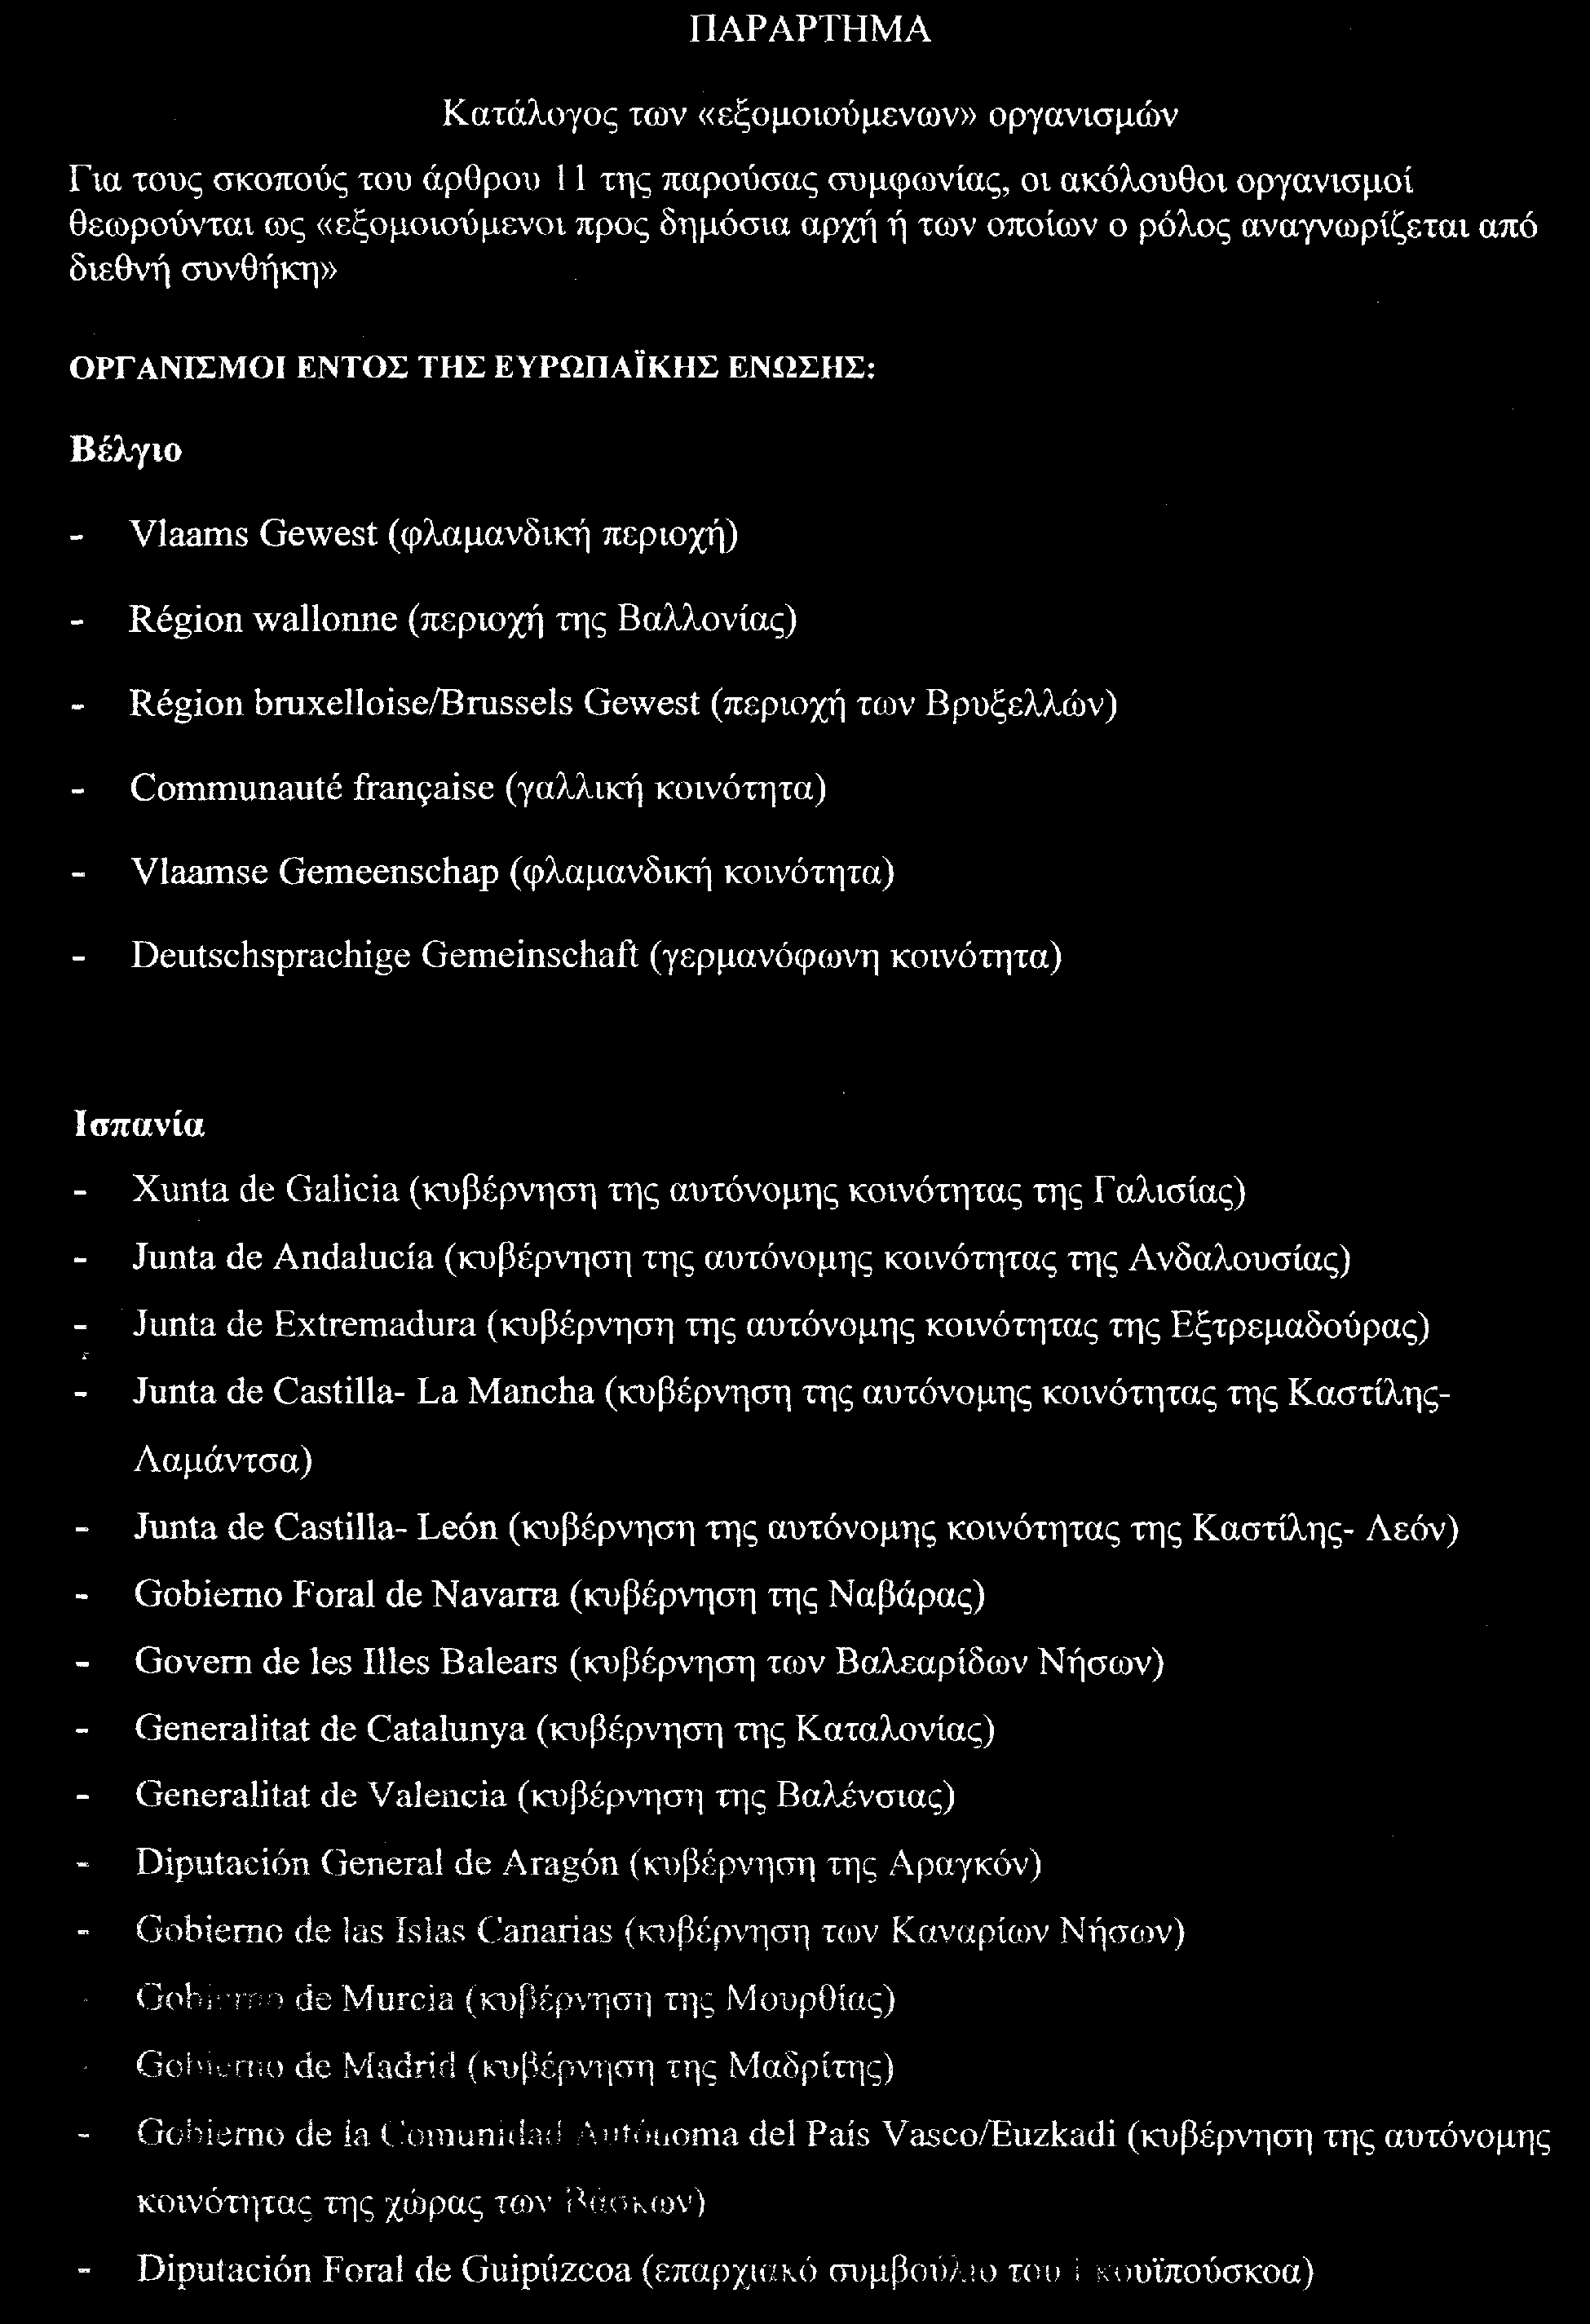 ΠΑΡΑΡΤΗΜΑ
Κατάλογος των «εξομοιούμενων» οργανισμών
Για τους σκοπούς του άρθρου 11 της παρούσας συμφωνίας, οι ακόλουθοι οργανισμοί
θεωρούνται ως «εξομοιούμενοι προς δημόσια αρχή ή των οποίων ο ρόλος αναγνωρίζεται από
διεθνή συνθήκη»
ΟΡΓΑΝΙΣΜΟΙ ΕΝΤΟΣ ΤΗΣ ΕΥΡΩΠΑΪΚΗΣ ΕΝΩΣΗΣ:
Βέλγιο
- Vlaams Gewest (φλαμανδική περιοχή)
- Région wallonne (περιοχή της Βαλλονίας)
- Région bruxelloise/Brussels Gewest (περιοχή των Βρυξελλών)
- Communauté française (γαλλική κοινότητα)
- Vlaamse Gemeenschap (φλαμανδική κοινότητα)
- Deutschsprachige Gemeinschaft (γερμανόφωνη κοινότητα)
Ισπανία
- Xunta de Galicia (κυβέρνηση της αυτόνομης κοινότητας της Γαλισίας)
- Junta de Andalucía (κυβέρνηση της αυτόνομης κοινότητας της Ανδαλουσίας)
- Junta de Extremadura (κυβέρνηση της αυτόνομης κοινότητας της Εξτρεμαδούρας)
- Junta de Castilla- La Mancha (κυβέρνηση της αυτόνομης κοινότητας της Καστίλης-
Λαμάντσα)
- Junta de Castilla- León (κυβέρνηση της αυτόνομης κοινότητας της Καστίλης- Λεόν)
- Gobierno Foral de Navarra (κυβέρνηση της Ναβάρας)
- Govern de les Illes Balears (κυβέρνηση των Βαλεαρίδων Νήσων)
- Generalitat de Catalunya (κυβέρνηση της Καταλονίας)
- Generalitat de Valencia (κυβέρνηση της Βαλένσιας)
- Diputación General de Aragón (κυβέρνηση της Αραγκόν)
- Gobierno de las Islas Canarias (κυβέρνηση των Καναρίων Νήσων)
- Gobierno de Murcia (κυβέρνηση της Μουρθίας)
- Gobierno de Madrid (κυβέρνηση της Μαδρίτης)
- Gobierno de la Comunidad Autónoma del País Vasco/Euzkadi (κυβέρνηση της αυτόνομης
κοινότητας της χώρας των Βάσκων)
- Diputación Foral de Guipúzcoa (επαρχιακό συμβούλιο του Γκουϊπούσκοα)